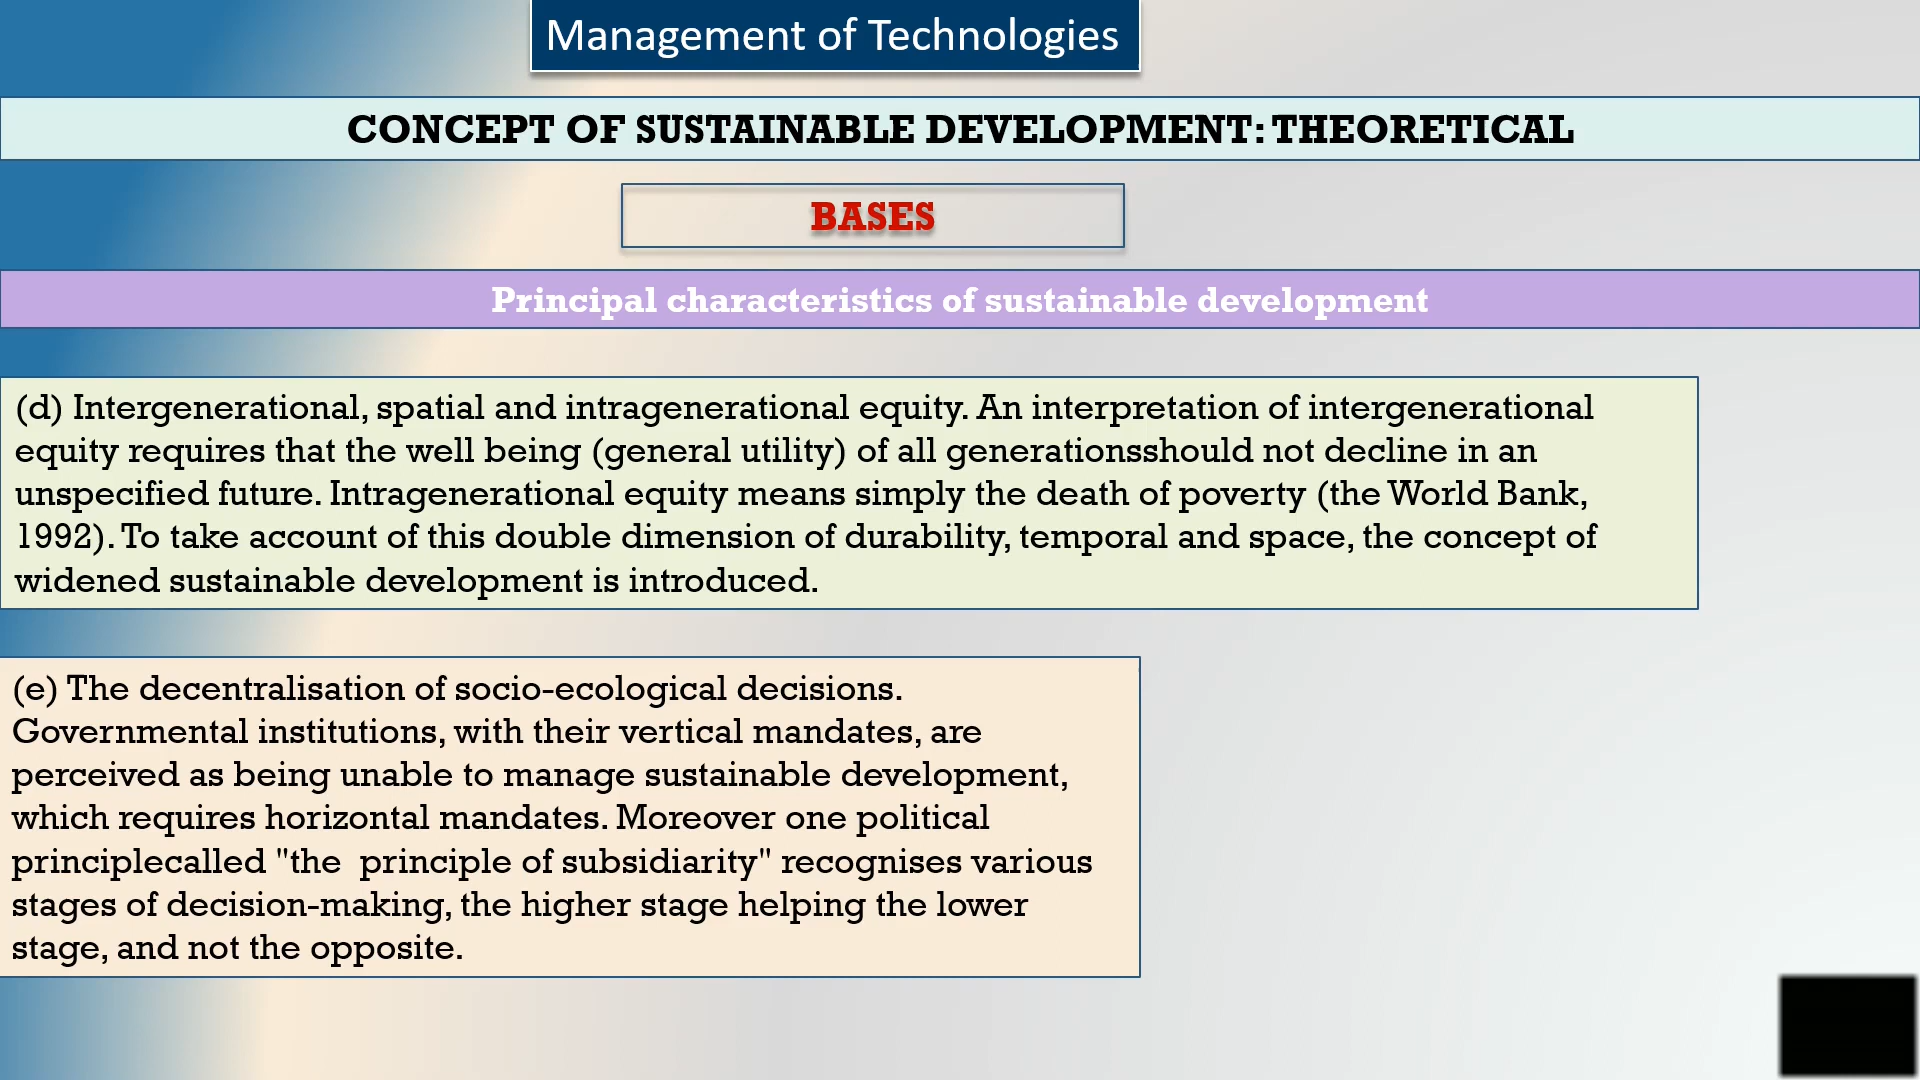 Management of Technologies
CONCEPT OF SUSTAINABLE DEVELOPMENT: THEORETICAL
BASES
Principal characteristics of sustainable development
(d) Intergenerational, spatial and intragenerational equity. An interpretation of intergenerational
equity requires that the well being (general utility) of all generationsshould not decline in an
unspecified future. Intragenerational equity means simply the death of poverty (the World Bank,
1992). To take account of this double dimension of durability, temporal and space, the concept of
widened sustainable development is introduced.
(e) The decentralisation of socio-ecological decisions.
Governmental institutions, with their vertical mandates, are
perceived as being unable to manage sustainable development,
which requires horizontal mandates. Moreover one political
principlecalled "the  principle of subsidiarity" recognises various
stages of decision-making, the higher stage helping the lower
stage, and not the opposite.